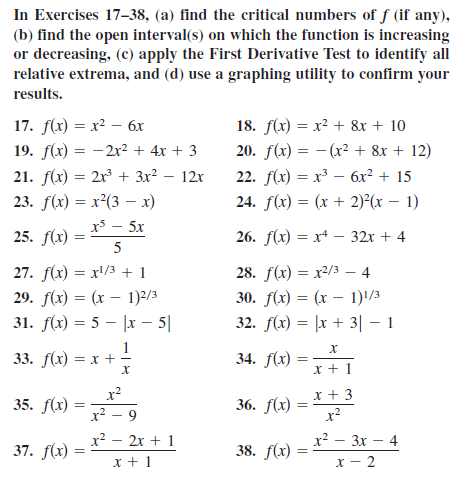 In Exercises 17–38, (a) find the critical numbers of f (if any),
(b) find the open interval(s) on which the function is increasing
or decreasing, (c) apply the First Derivative Test to identify all
relative extrema, and (d) use a graphing utility to confirm your
results.
17. f(x) = x² − 6x
18. f(x) = x² + 8x + 10
19. f(x) = −2x² + 4x + 3
20. f(x) = −(x² + 8x + 12)
21. f(x) = 2x³ + 3x² − 12x
22. f(x) = x³ − 6x² + 15
23. f(x) = x²(3 − x)
24. f(x) = (x + 2)²(x − 1)
25. f(x) = (x⁵ − 5x)/5
26. f(x) = x⁴ − 32x + 4
27. f(x) = x^(1/3) + 1
28. f(x) = x^(2/3) − 4
29. f(x) = (x − 1)^(2/3)
30. f(x) = (x − 1)^(1/3)
31. f(x) = 5 − |x − 5|
32. f(x) = |x + 3| − 1
33. f(x) = x + 1/x
34. f(x) = x/(x + 1)
35. f(x) = x²/(x² − 9)
36. f(x) = (x + 3)/x²
37. f(x) = (x² − 2x + 1)/(x + 1)
38. f(x) = (x² − 3x − 4)/(x − 2)